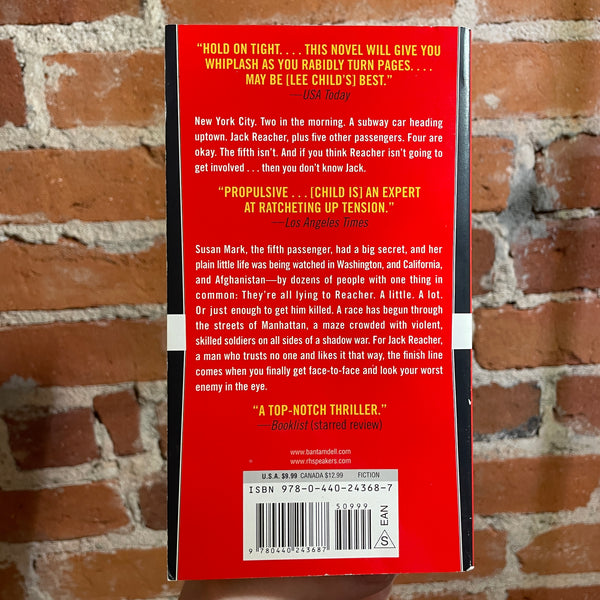 “HOLD ON TIGHT. . . . THIS NOVEL WILL GIVE YOU
WHIPLASH AS YOU RABIDLY TURN PAGES. . . .
MAY BE [LEE CHILD’S] BEST.”
—USA Today
New York City. Two in the morning. A subway car heading
uptown. Jack Reacher, plus five other passengers. Four are
okay. The fifth isn’t. And if you think Reacher isn’t going to
get involved . . . then you don’t know Jack.
“PROPULSIVE . . . [CHILD IS] AN EXPERT
AT RATCHETING UP TENSION.”
—Los Angeles Times
Susan Mark, the fifth passenger, had a big secret, and her
plain little life was being watched in Washington, and California,
and Afghanistan—by dozens of people with one thing in
common: They’re all lying to Reacher. A little. A lot.
Or just enough to get him killed. A race has begun through
the streets of Manhattan, a maze crowded with violent,
skilled soldiers on all sides of a shadow war. For Jack Reacher,
a man who trusts no one and likes it that way, the finish line
comes when you finally get face-to-face and look your worst
enemy in the eye.
“A TOP-NOTCH THRILLER.”
—Booklist (starred review)
www.bantamdell.com
www.rhspeakers.com
U.S.A. $9.99 CANADA $12.99 FICTION
ISBN 978-0-440-24368-7
50999
9 780440 243687
S EAN